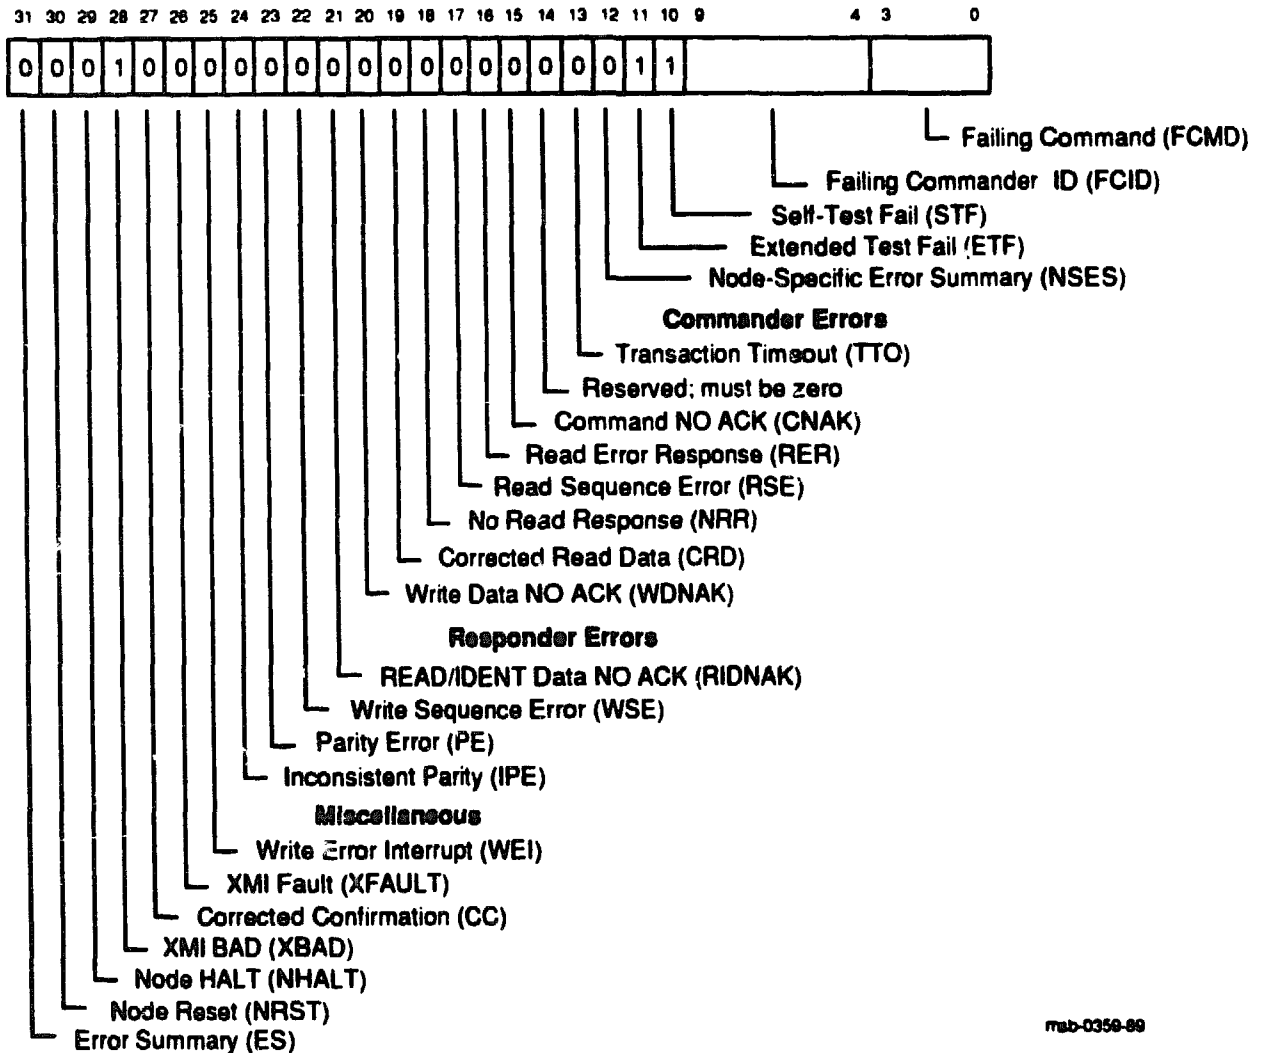 31 30 29 28 27 26 25 24 23 22 21 20 19 18 17 16 15 14 13 12 11 10 9 4 3 0
0 0 0 1 0 0 0 0 0 0 0 0 0 0 0 0 0 0 0 0 1 1
Failing Command (FCMD)
Failing Commander ID (FCID)
Self-Test Fail (STF)
Extended Test Fail (ETF)
Node-Specific Error Summary (NSES)
Commander Errors
Transaction Timeout (TTO)
Reserved; must be zero
Command NO ACK (CNAK)
Read Error Response (RER)
Read Sequence Error (RSE)
No Read Response (NRR)
Corrected Read Data (CRD)
Write Data NO ACK (WDNAK)
Responder Errors
READ/IDENT Data NO ACK (RIDNAK)
Write Sequence Error (WSE)
Parity Error (PE)
Inconsistent Parity (IPE)
Miscellaneous
Write Error Interrupt (WEI)
XMI Fault (XFAULT)
Corrected Confirmation (CC)
XMI BAD (XBAD)
Node HALT (NHALT)
Node Reset (NRST)
Error Summary (ES)
msb-0359-89